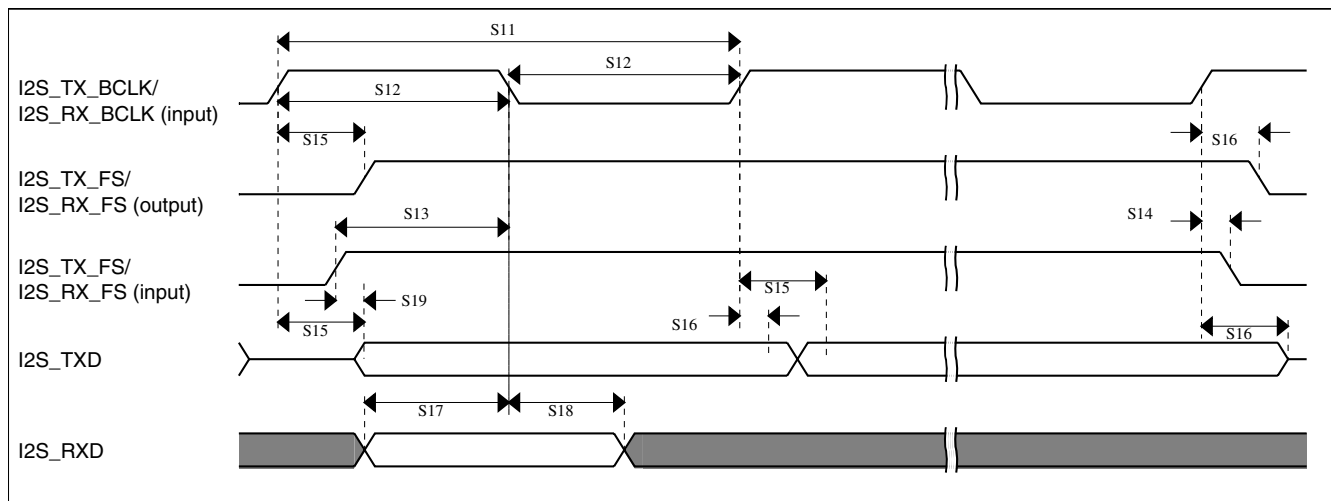 S11
I2S_TX_BCLK/
I2S_RX_BCLK (input)
S12
S12
S15
S16
I2S_TX_FS/
I2S_RX_FS (output)
S13
S14
I2S_TX_FS/
I2S_RX_FS (input)
S15
S19
S16
S15
S16
I2S_TXD
S17
S18
I2S_RXD